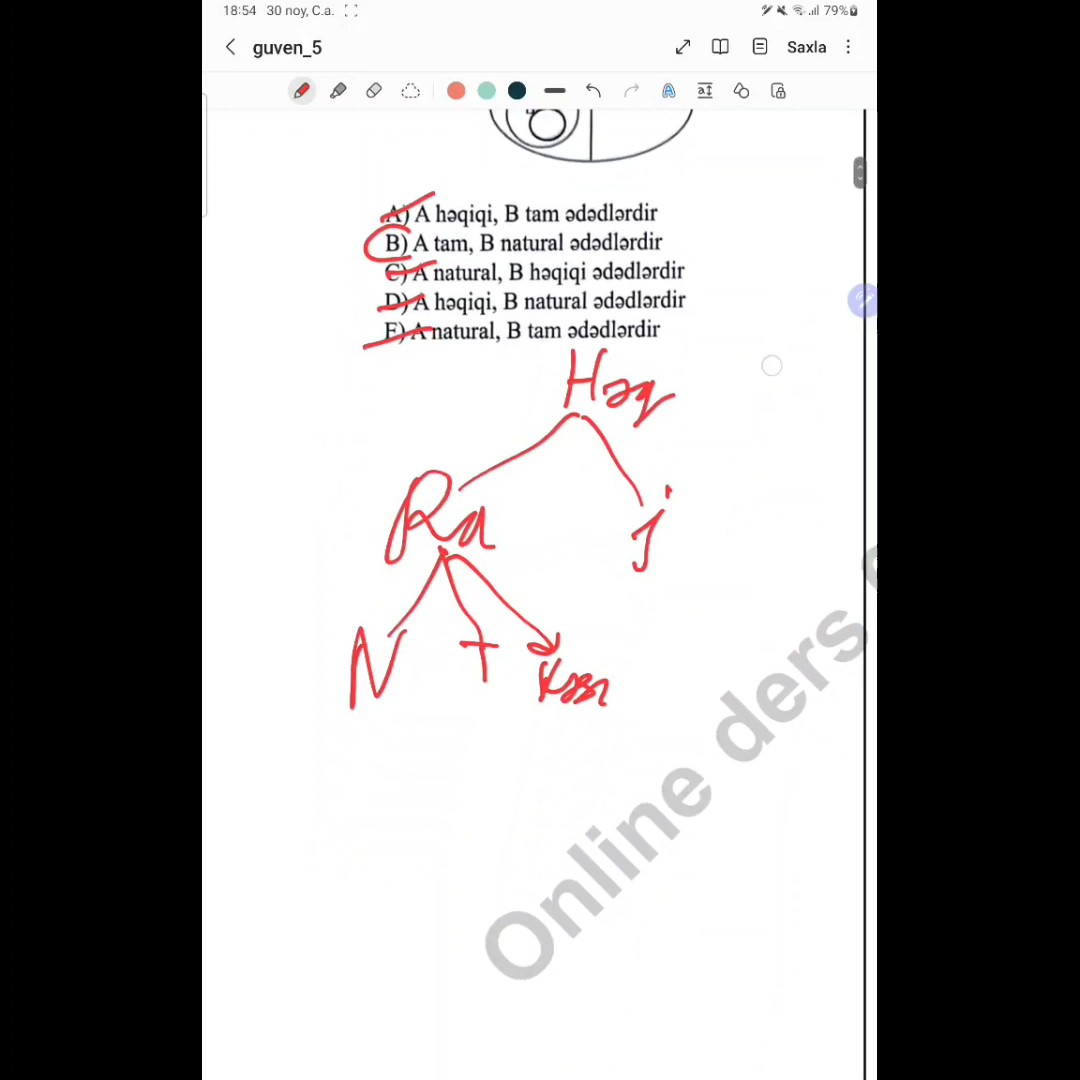 18:54 30 noy, C.a. 79%
guven_5
Saxla
A) A həqiqi, B tam ədədlərdir
B) A tam, B natural ədədlərdir
C) A natural, B həqiqi ədədlərdir
D) A həqiqi, B natural ədədlərdir
E) A natural, B tam ədədlərdir
Həq
Ra
N T Kəsr
Online ders